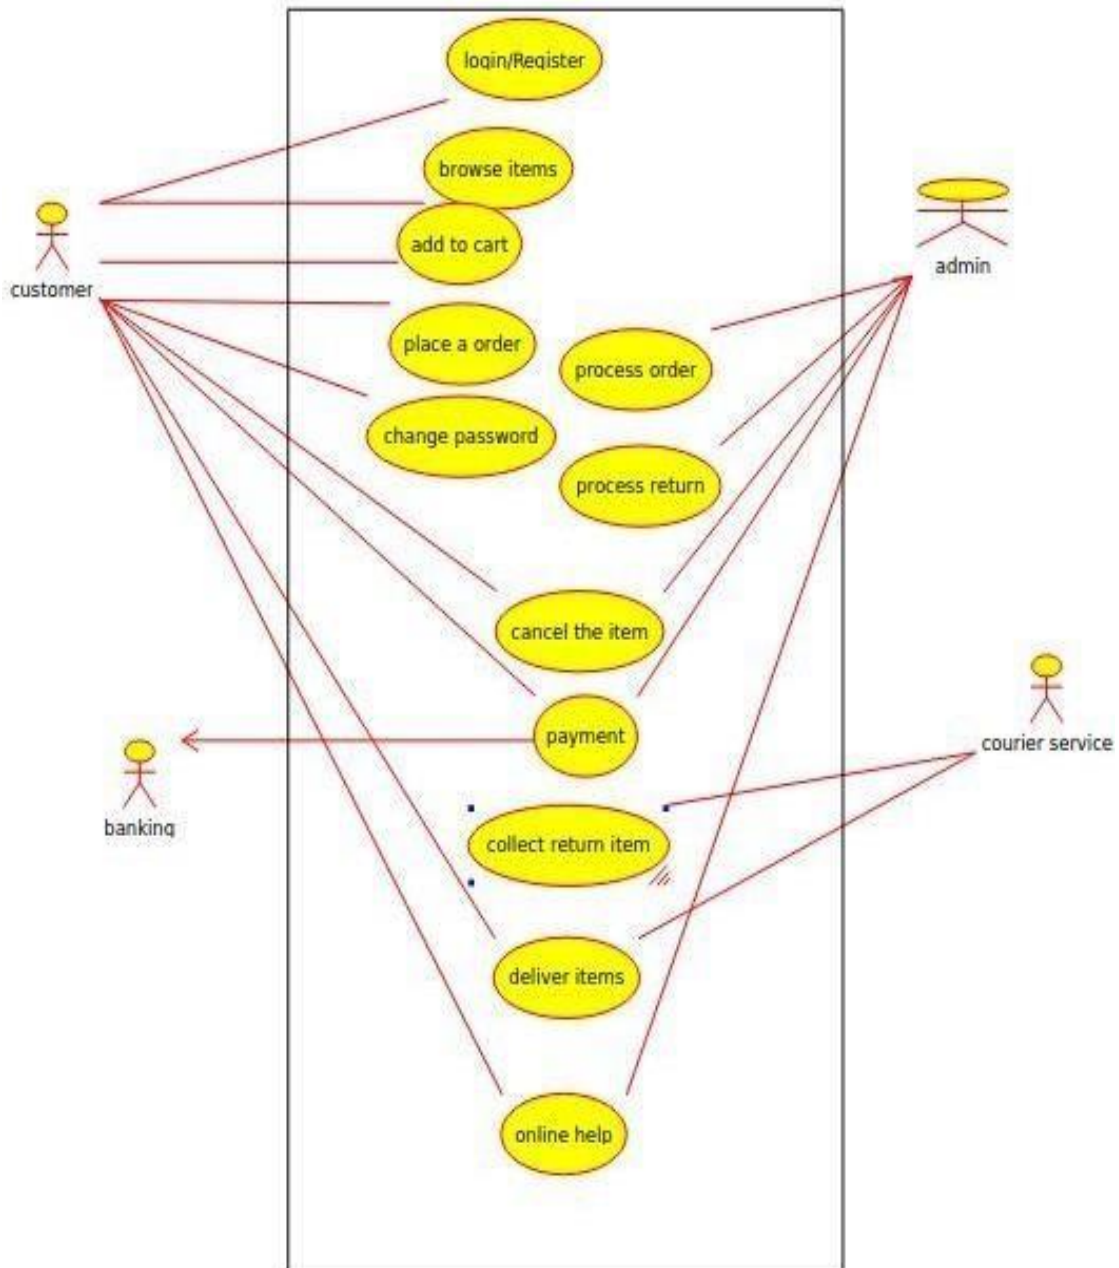 login/Register
browse items
add to cart
customer
admin
place a order
process order
change password
process return
cancel the item
payment
courier service
banking
collect return item
deliver items
online help